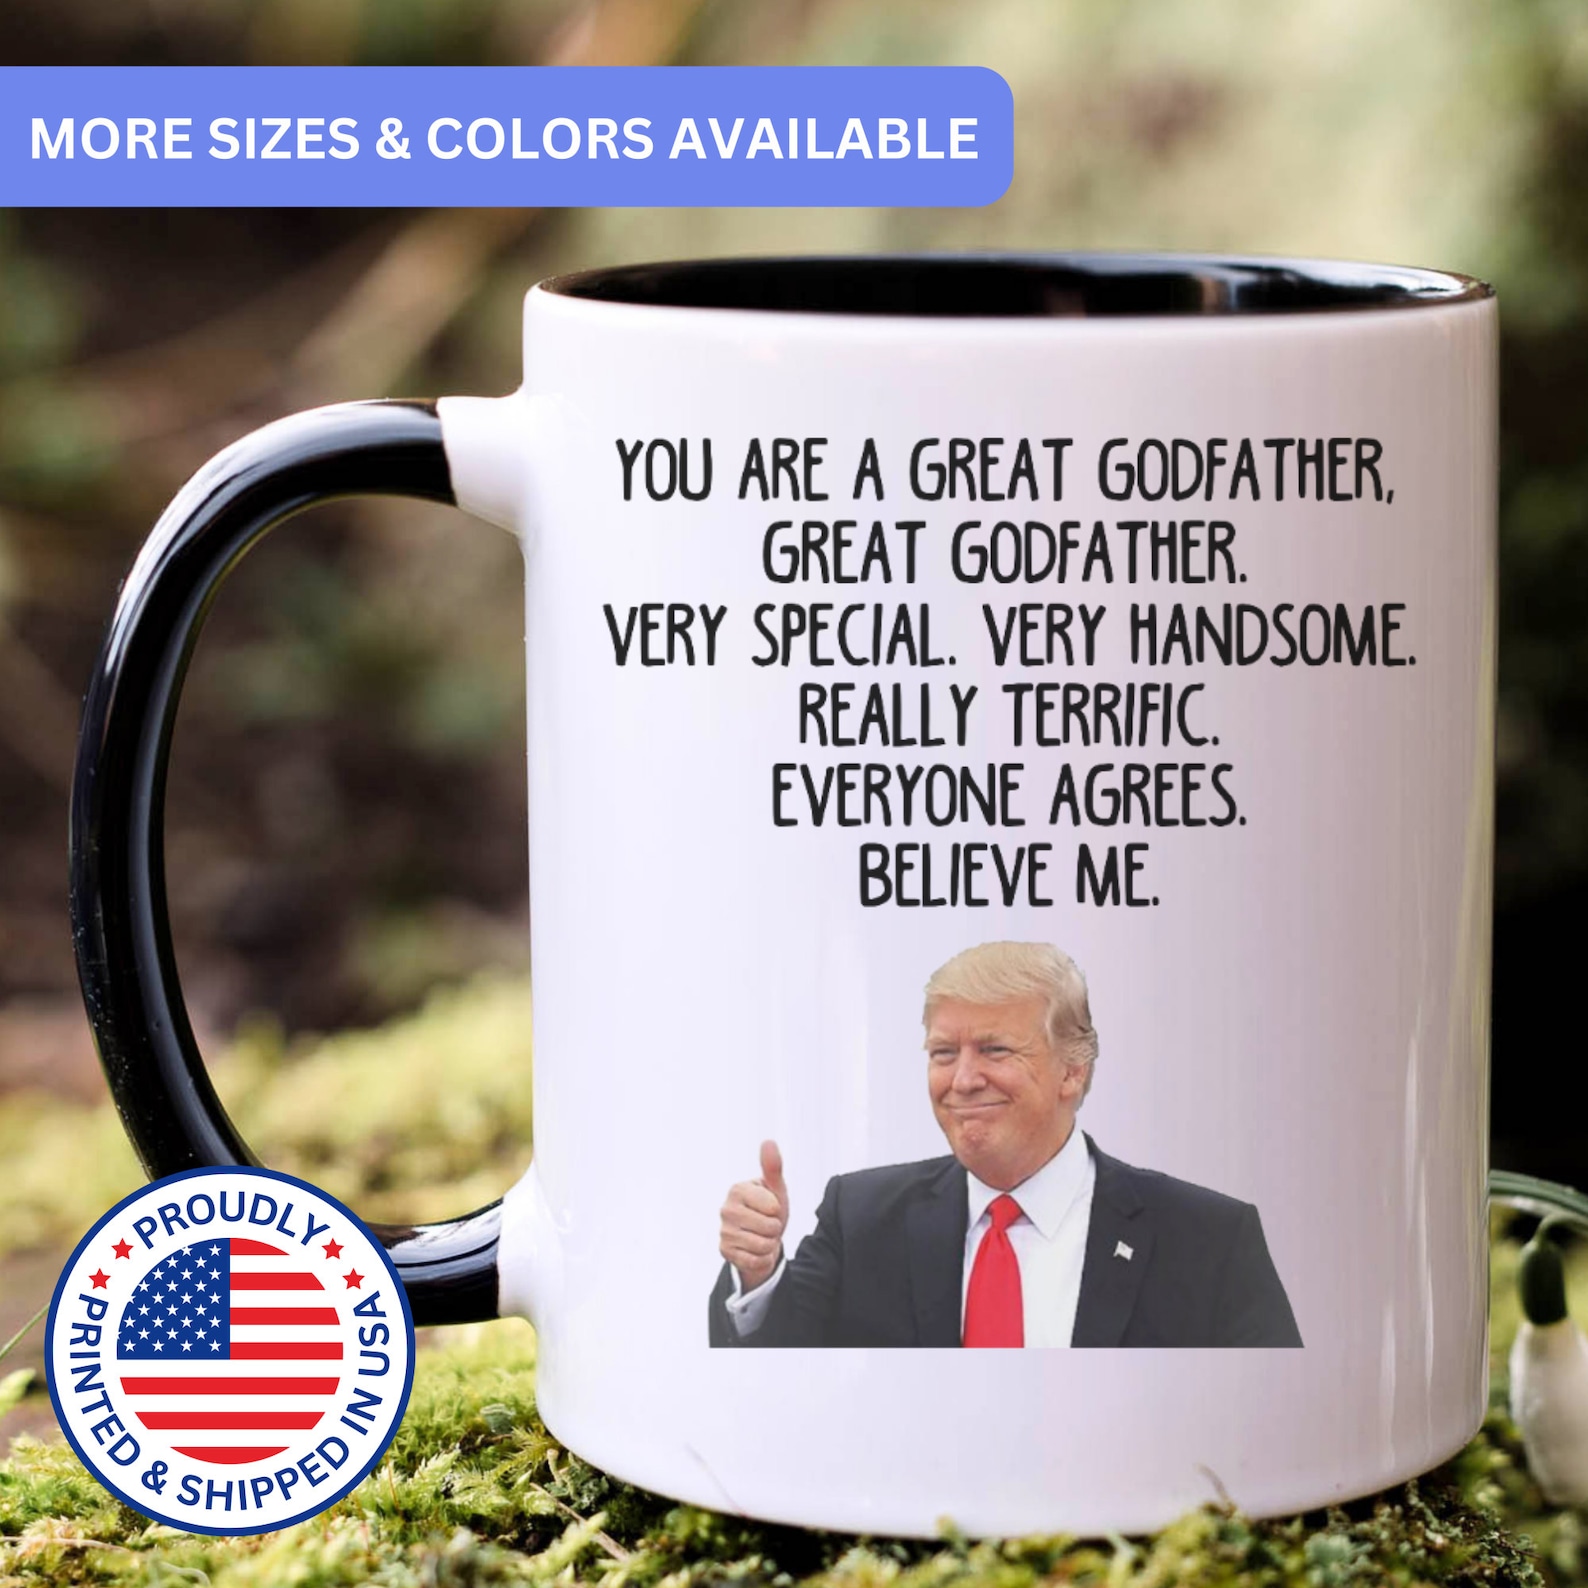 MORE SIZES & COLORS AVAILABLE
YOU ARE A GREAT GODFATHER,
GREAT GODFATHER.
VERY SPECIAL. VERY HANDSOME.
REALLY TERRIFIC.
EVERYONE AGREES.
BELIEVE ME.
PROUDLY
PRINTED & SHIPPED IN USA